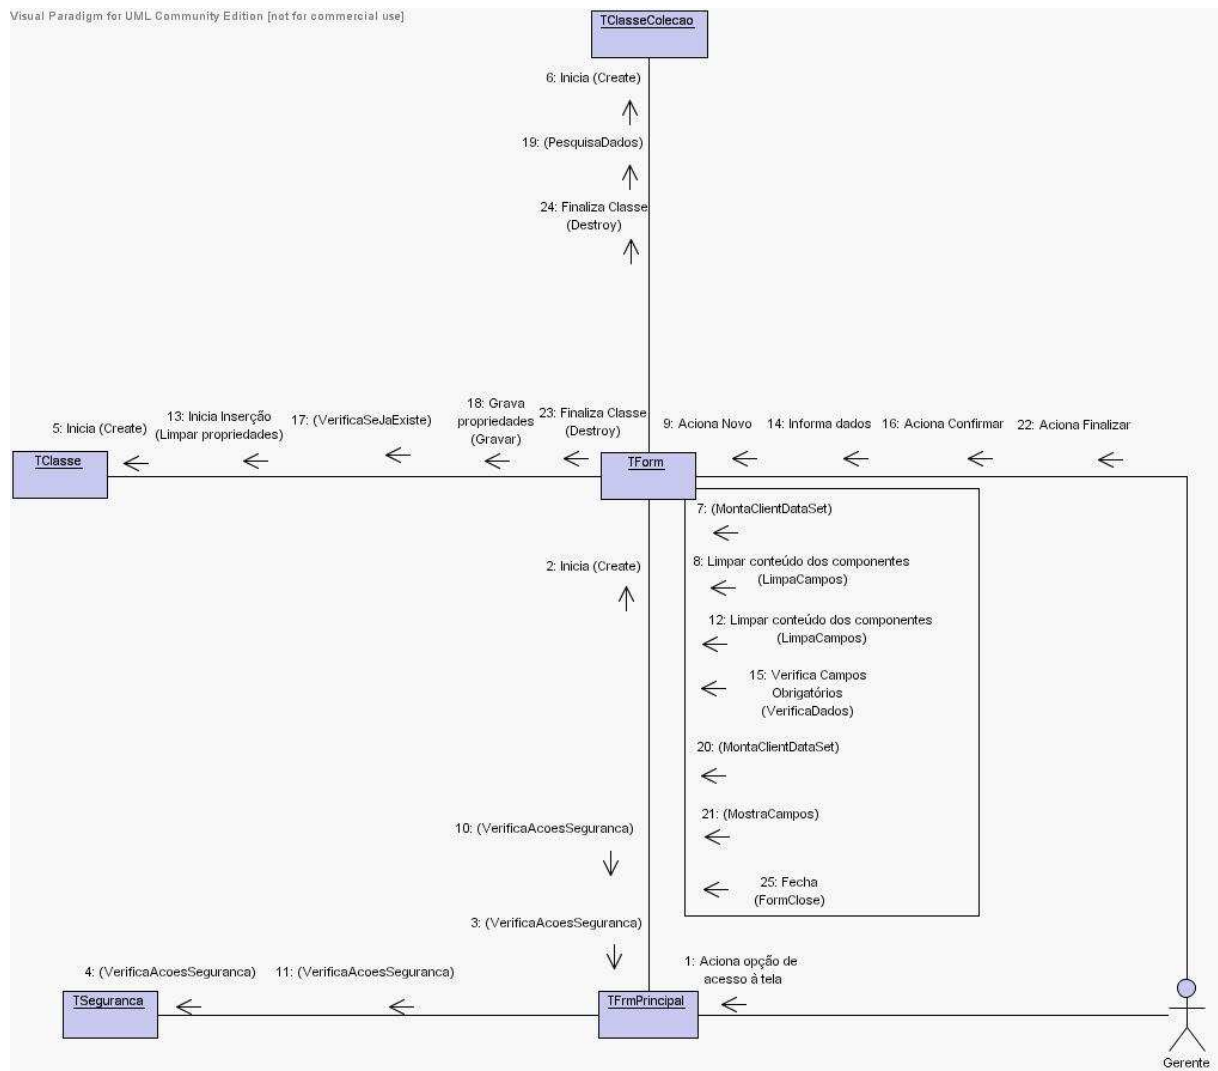 Visual Paradigm for UML Community Edition [not for commercial use]
TClasseColecao
6: Inicia (Create)
19: (PesquisaDados)
24: Finaliza Classe
(Destroy)
5: Inicia (Create)
13: Inicia Inserção
(Limpar propriedades)
17: (VerificaSeJaExiste)
18: Grava
propriedades
(Gravar)
23: Finaliza Classe
(Destroy)
9: Aciona Novo
14: Informa dados
16: Aciona Confirmar
22: Aciona Finalizar
TClasse
TForm
7: (MontaClientDataSet)
2: Inicia (Create)
8: Limpar conteúdo dos componentes
(LimpaCampos)
12: Limpar conteúdo dos componentes
(LimpaCampos)
15: Verifica Campos
Obrigatórios
(VerificaDados)
20: (MontaClientDataSet)
21: (MostraCampos)
10: (VerificaAcoesSeguranca)
25: Fecha
(FormClose)
3: (VerificaAcoesSeguranca)
4: (VerificaAcoesSeguranca)
11: (VerificaAcoesSeguranca)
1: Aciona opção de
acesso à tela
TSeguranca
TFrmPrincipal
Gerente